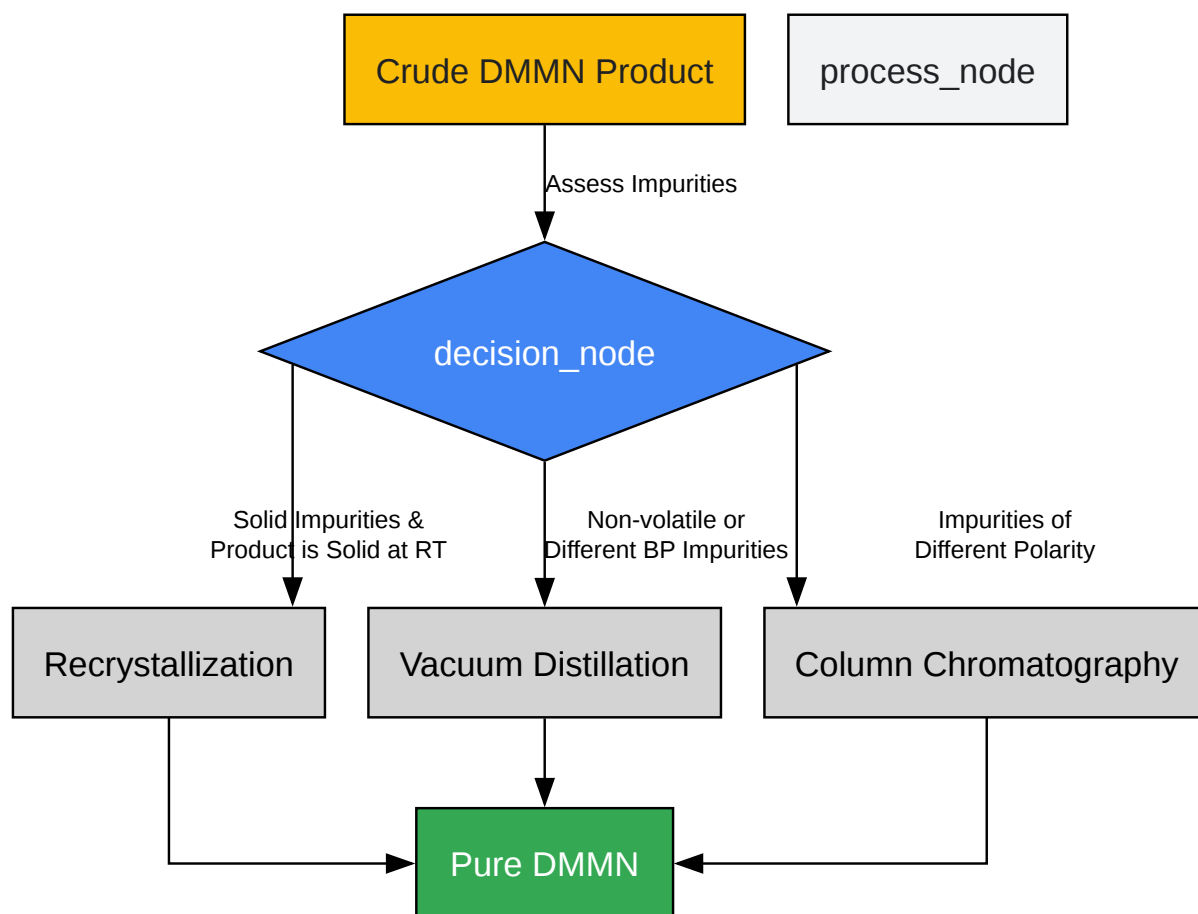 Crude DMMN Product
process_node
Assess Impurities
decision_node
Solid Impurities &
Product is Solid at RT
Non-volatile or
Different BP Impurities
Impurities of
Different Polarity
Recrystallization
Vacuum Distillation
Column Chromatography
Pure DMMN